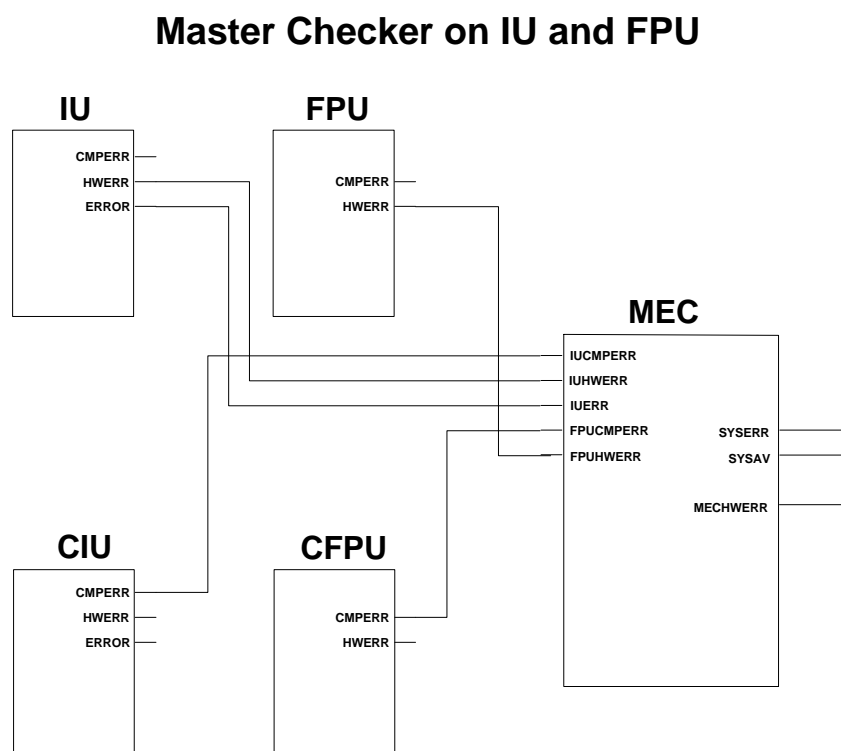 Master Checker on IU and FPU
IU
CMPERR
HWERR
ERROR
FPU
CMPERR
HWERR
MEC
IUCMPERR
IUHWERR
IUERR
FPUCMPERR
FPUHWERR
SYSERR
SYSAV
MECHWERR
CIU
CMPERR
HWERR
ERROR
CFPU
CMPERR
HWERR